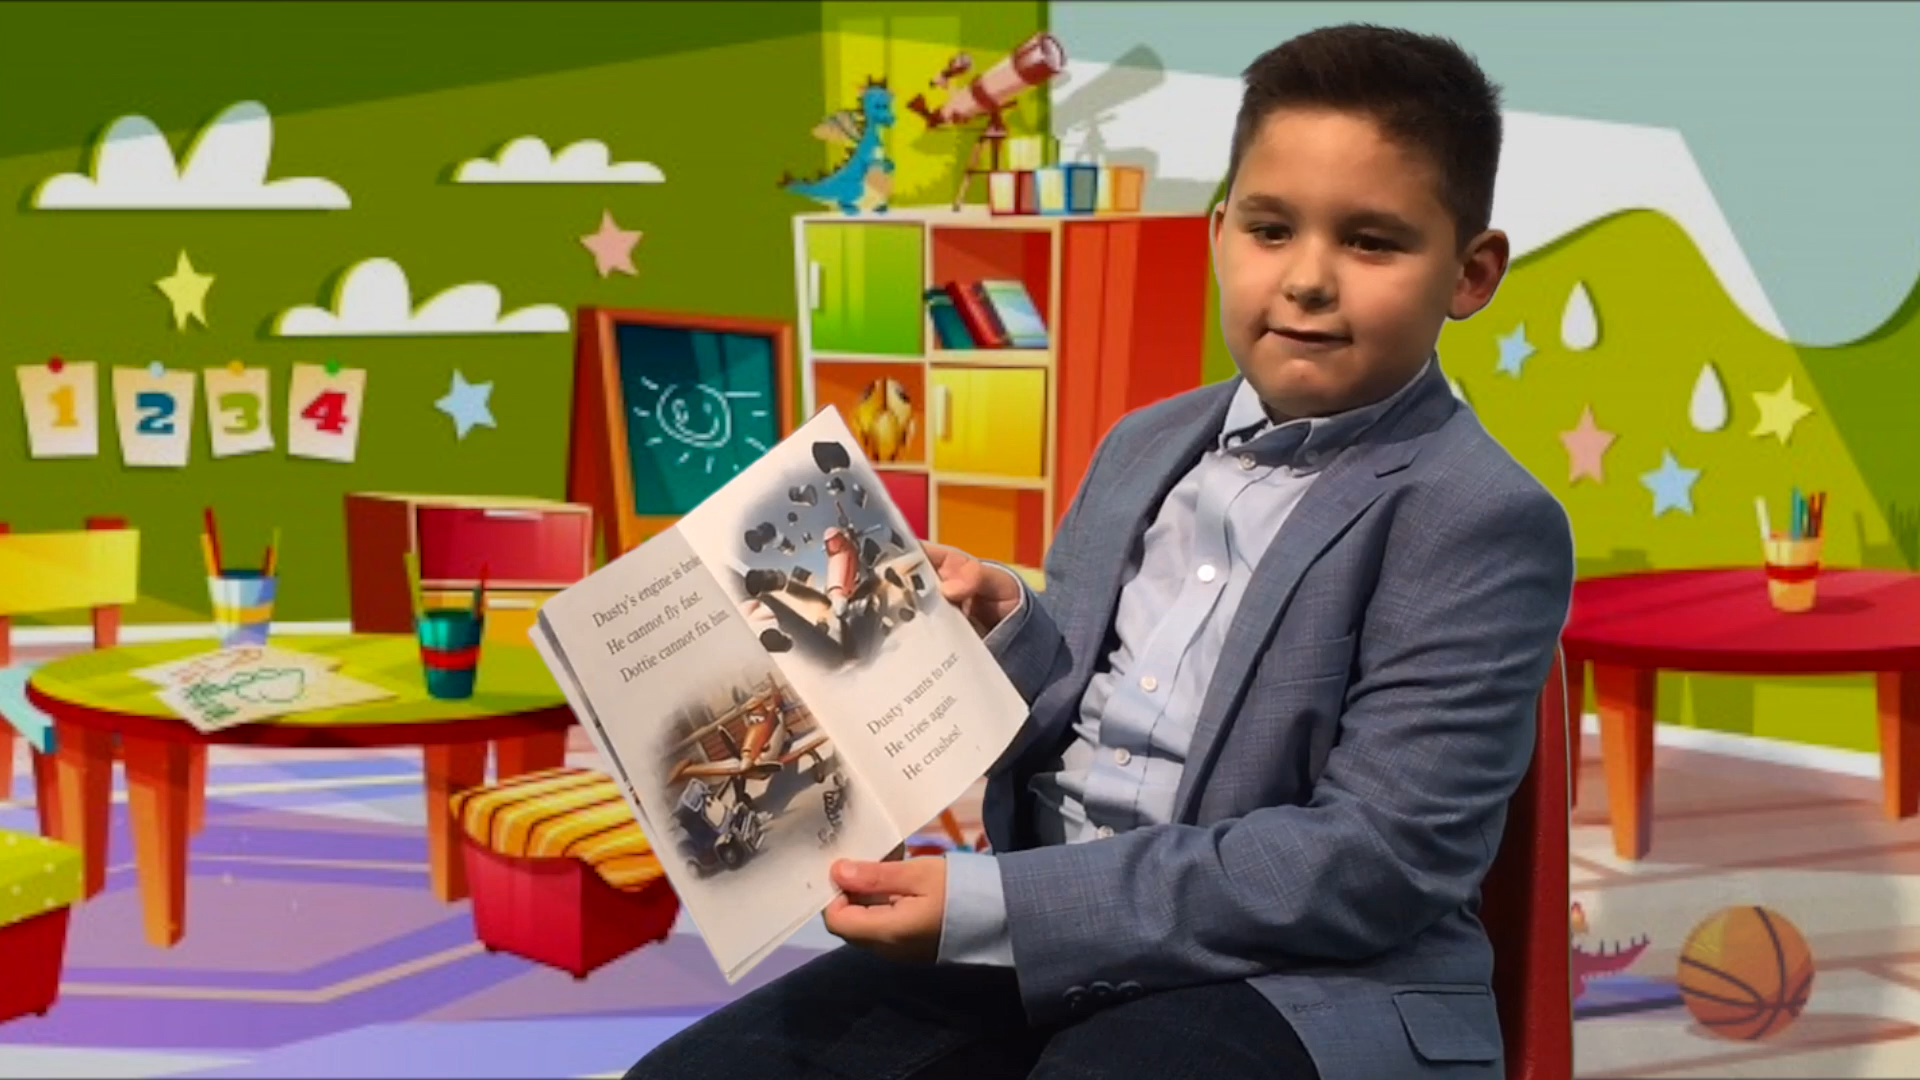 1 2 3 4
Dusty's engine is
He cannot fly fast.
Dottie cannot fix him.
Dusty wants to race.
He tries again.
He crashes!